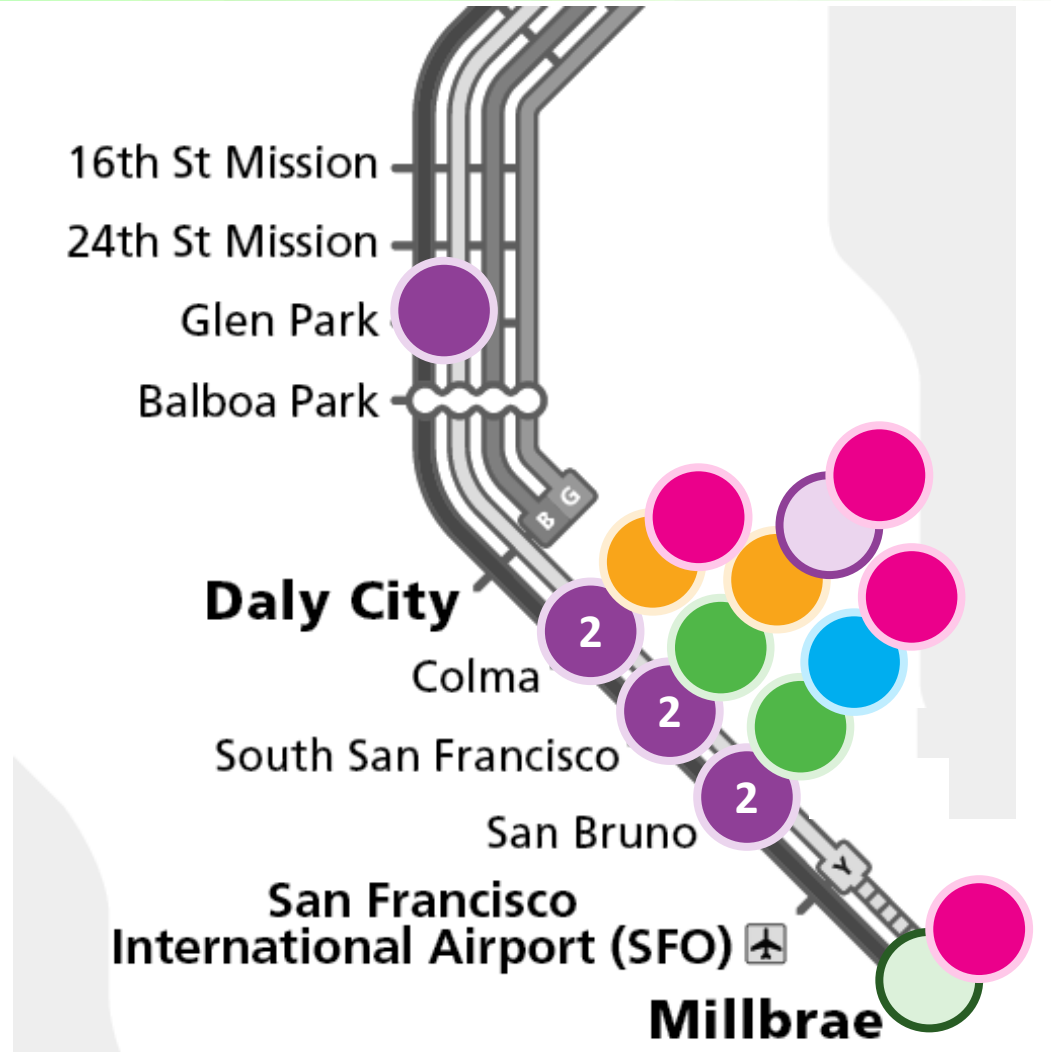 16th St Mission
24th St Mission
Glen Park
Balboa Park
G
B
Daly City
2
Colma
2
South San Francisco
2
San Bruno
Y
San Francisco
International Airport (SFO)
Millbrae